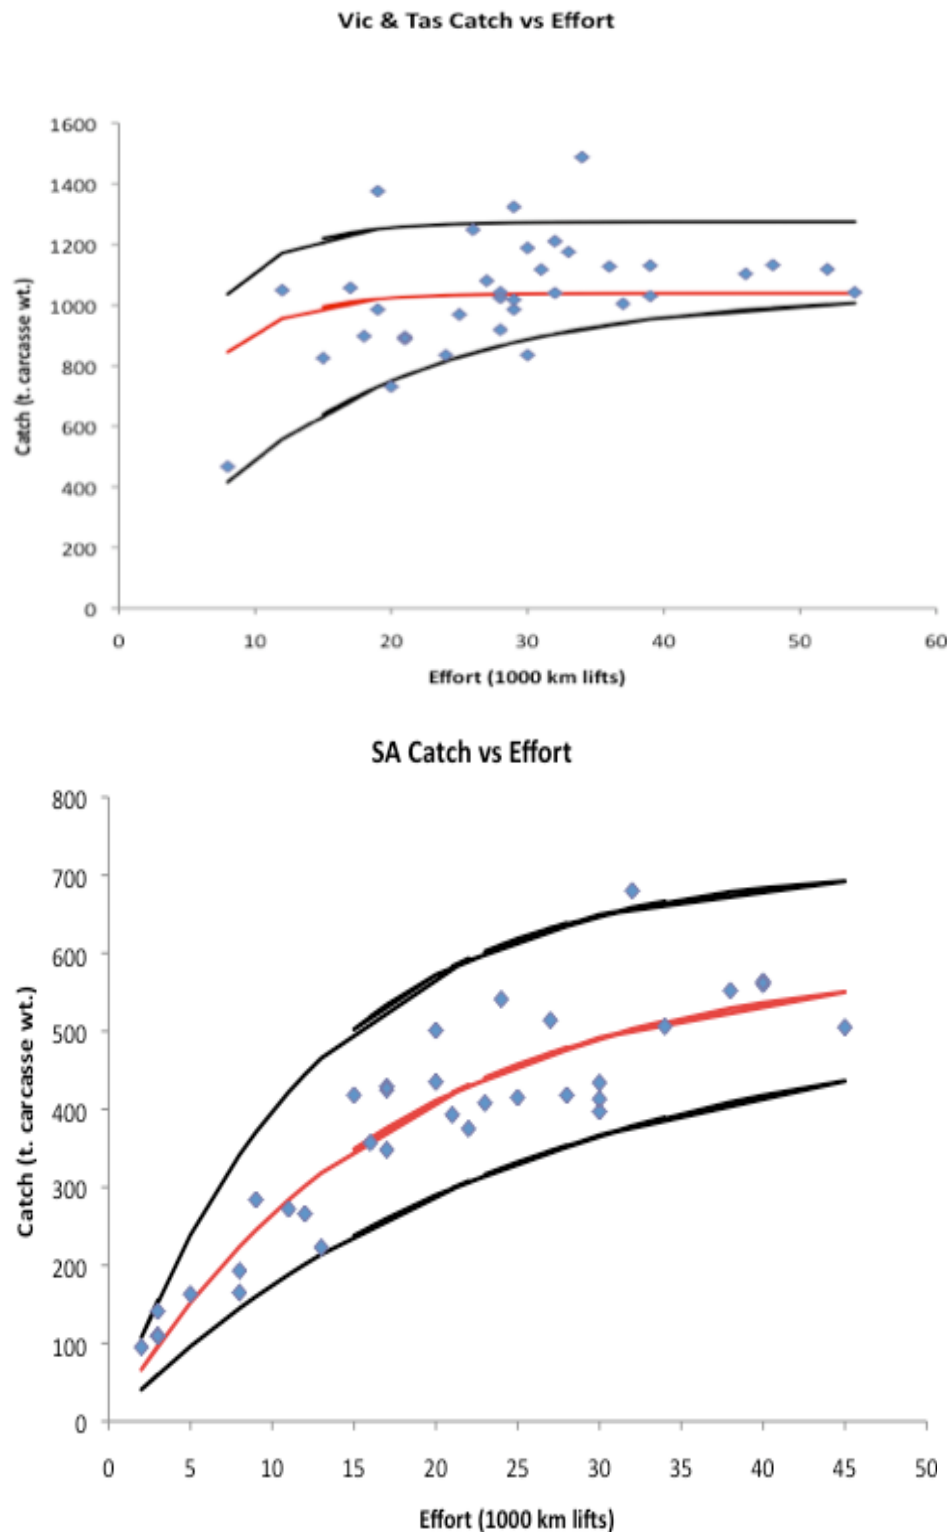 Vic & Tas Catch vs Effort
1600
1400
1200
1000
800
600
400
200
0
Catch (t. carcasse wt.)
0 10 20 30 40 50 60
Effort (1000 km lifts)
SA Catch vs Effort
800
700
600
500
400
300
200
100
0
Catch (t. carcasse wt.)
0 5 10 15 20 25 30 35 40 45 50
Effort (1000 km lifts)